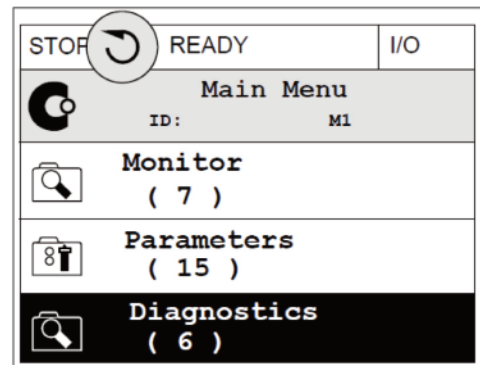 STOP READY I/O
Main Menu
ID: M1
Monitor
( 7 )
Parameters
( 15 )
Diagnostics
( 6 )